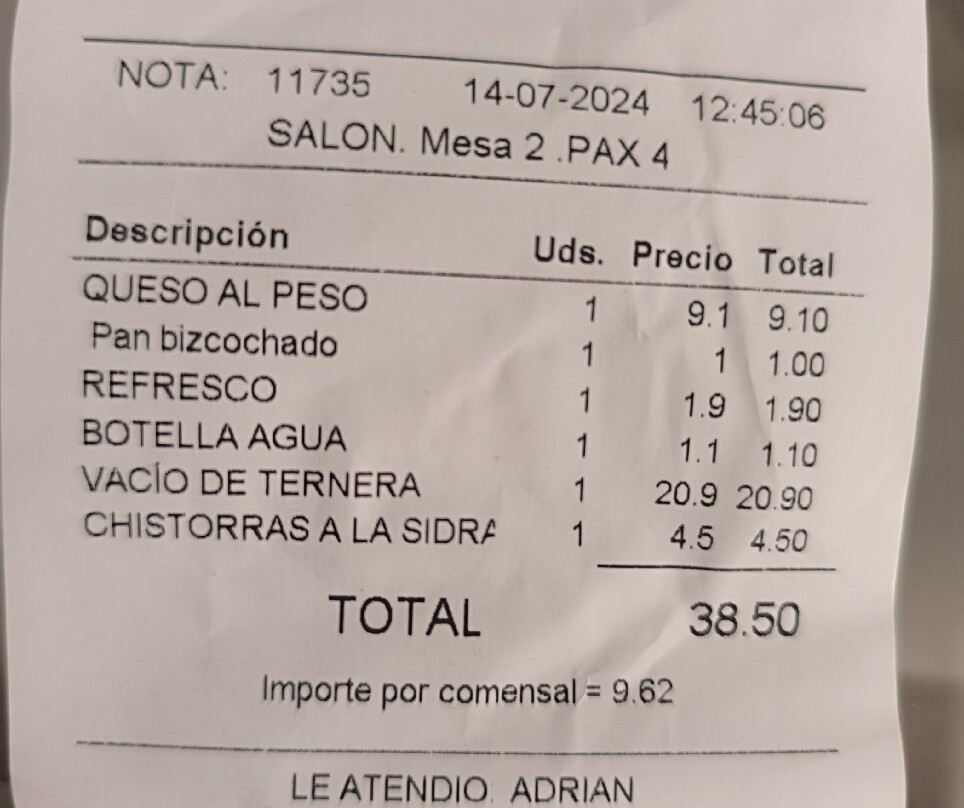 NOTA: 11735 14-07-2024 12:45:06
SALON. Mesa 2 .PAX 4
Descripción Uds. Precio Total
QUESO AL PESO 1 9.1 9.10
Pan bizcochado 1 1 1.00
REFRESCO 1 1.9 1.90
BOTELLA AGUA 1 1.1 1.10
VACÍO DE TERNERA 1 20.9 20.90
CHISTORRAS A LA SIDRA 1 4.5 4.50
TOTAL 38.50
Importe por comensal = 9.62
LE ATENDIO: ADRIAN